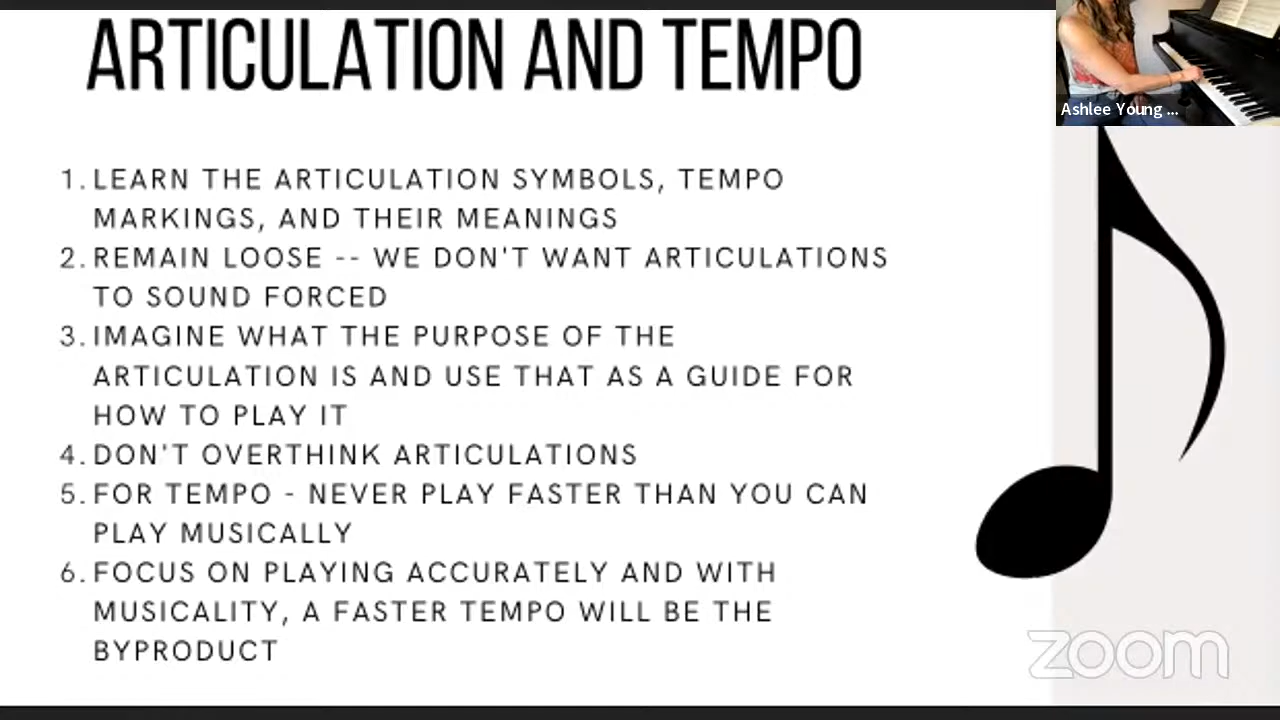 ARTICULATION AND TEMPO
Ashlee Young ...
1. LEARN THE ARTICULATION SYMBOLS, TEMPO
MARKINGS, AND THEIR MEANINGS
2. REMAIN LOOSE -- WE DON'T WANT ARTICULATIONS
TO SOUND FORCED
3. IMAGINE WHAT THE PURPOSE OF THE
ARTICULATION IS AND USE THAT AS A GUIDE FOR
HOW TO PLAY IT
4. DON'T OVERTHINK ARTICULATIONS
5. FOR TEMPO - NEVER PLAY FASTER THAN YOU CAN
PLAY MUSICALLY
6. FOCUS ON PLAYING ACCURATELY AND WITH
MUSICALITY, A FASTER TEMPO WILL BE THE
BYPRODUCT
zoom